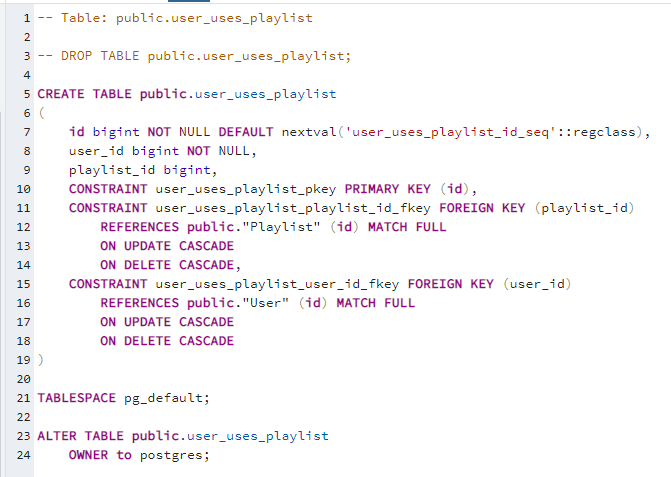 1 -- Table: public.user_uses_playlist
2
3 -- DROP TABLE public.user_uses_playlist;
4
5 CREATE TABLE public.user_uses_playlist
6 (
7     id bigint NOT NULL DEFAULT nextval('user_uses_playlist_id_seq'::regclass),
8     user_id bigint NOT NULL,
9     playlist_id bigint,
10     CONSTRAINT user_uses_playlist_pkey PRIMARY KEY (id),
11     CONSTRAINT user_uses_playlist_playlist_id_fkey FOREIGN KEY (playlist_id)
12         REFERENCES public."Playlist" (id) MATCH FULL
13         ON UPDATE CASCADE
14         ON DELETE CASCADE,
15     CONSTRAINT user_uses_playlist_user_id_fkey FOREIGN KEY (user_id)
16         REFERENCES public."User" (id) MATCH FULL
17         ON UPDATE CASCADE
18         ON DELETE CASCADE
19 )
20
21 TABLESPACE pg_default;
22
23 ALTER TABLE public.user_uses_playlist
24     OWNER to postgres;